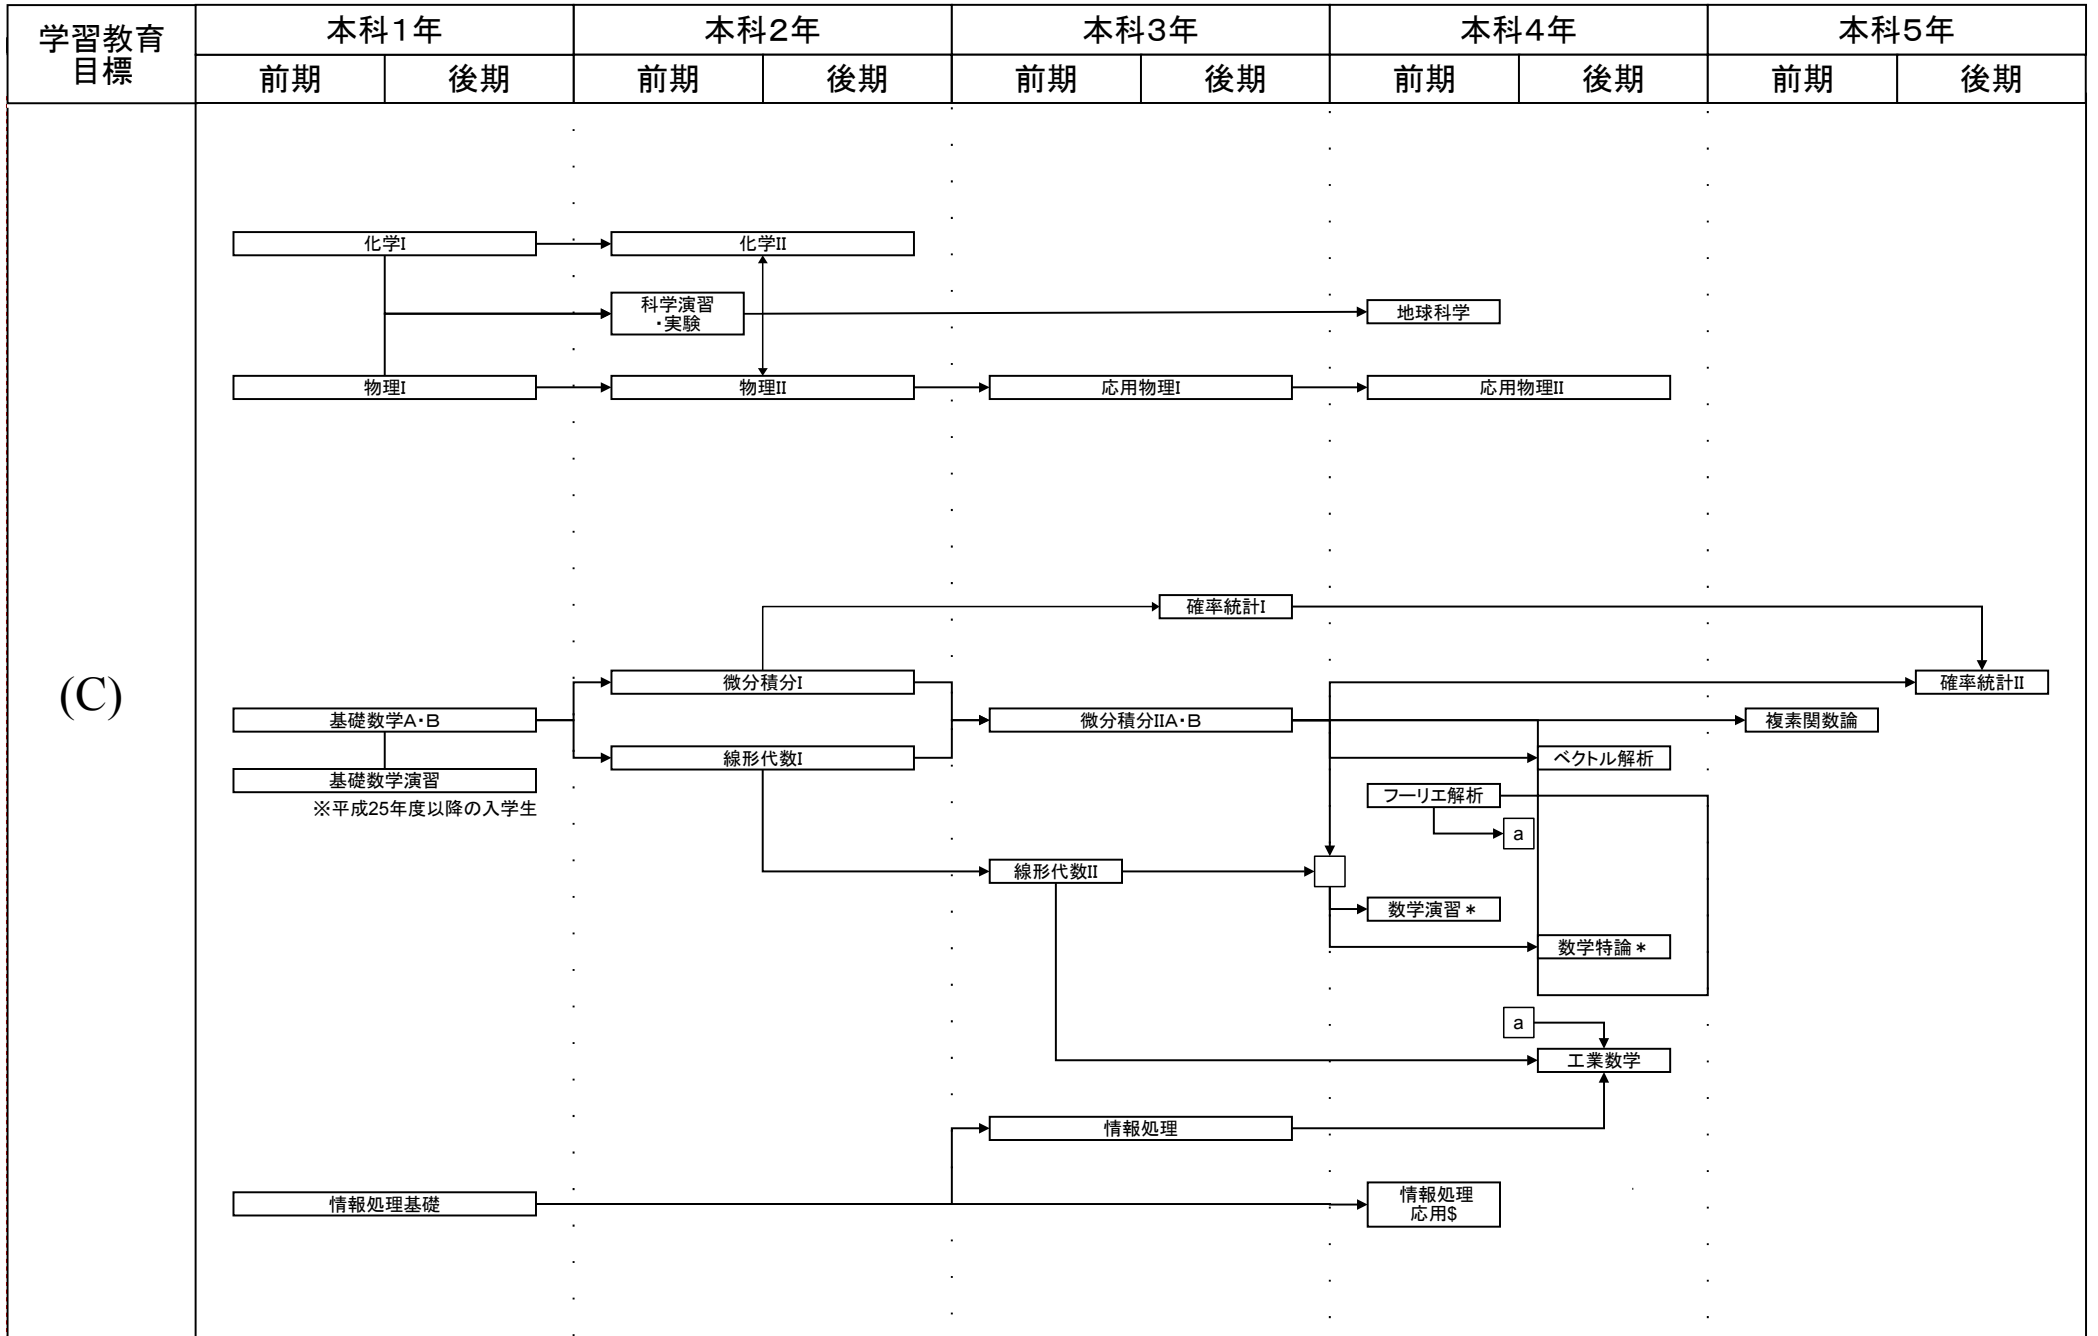 学習教育
目標
本科1年
本科2年
本科3年
本科4年
本科5年
前期
後期
前期
後期
前期
後期
前期
後期
前期
後期
(C)
化学I
化学II
科学演習
・実験
地球科学
物理I
物理II
応用物理I
応用物理II
確率統計I
微分積分I
確率統計II
基礎数学A・B
微分積分IIA・B
複素関数論
線形代数I
ベクトル解析
基礎数学演習
※平成25年度以降の入学生
フーリエ解析
a
線形代数II
数学演習*
数学特論*
a
工業数学
情報処理
情報処理基礎
情報処理
応用$